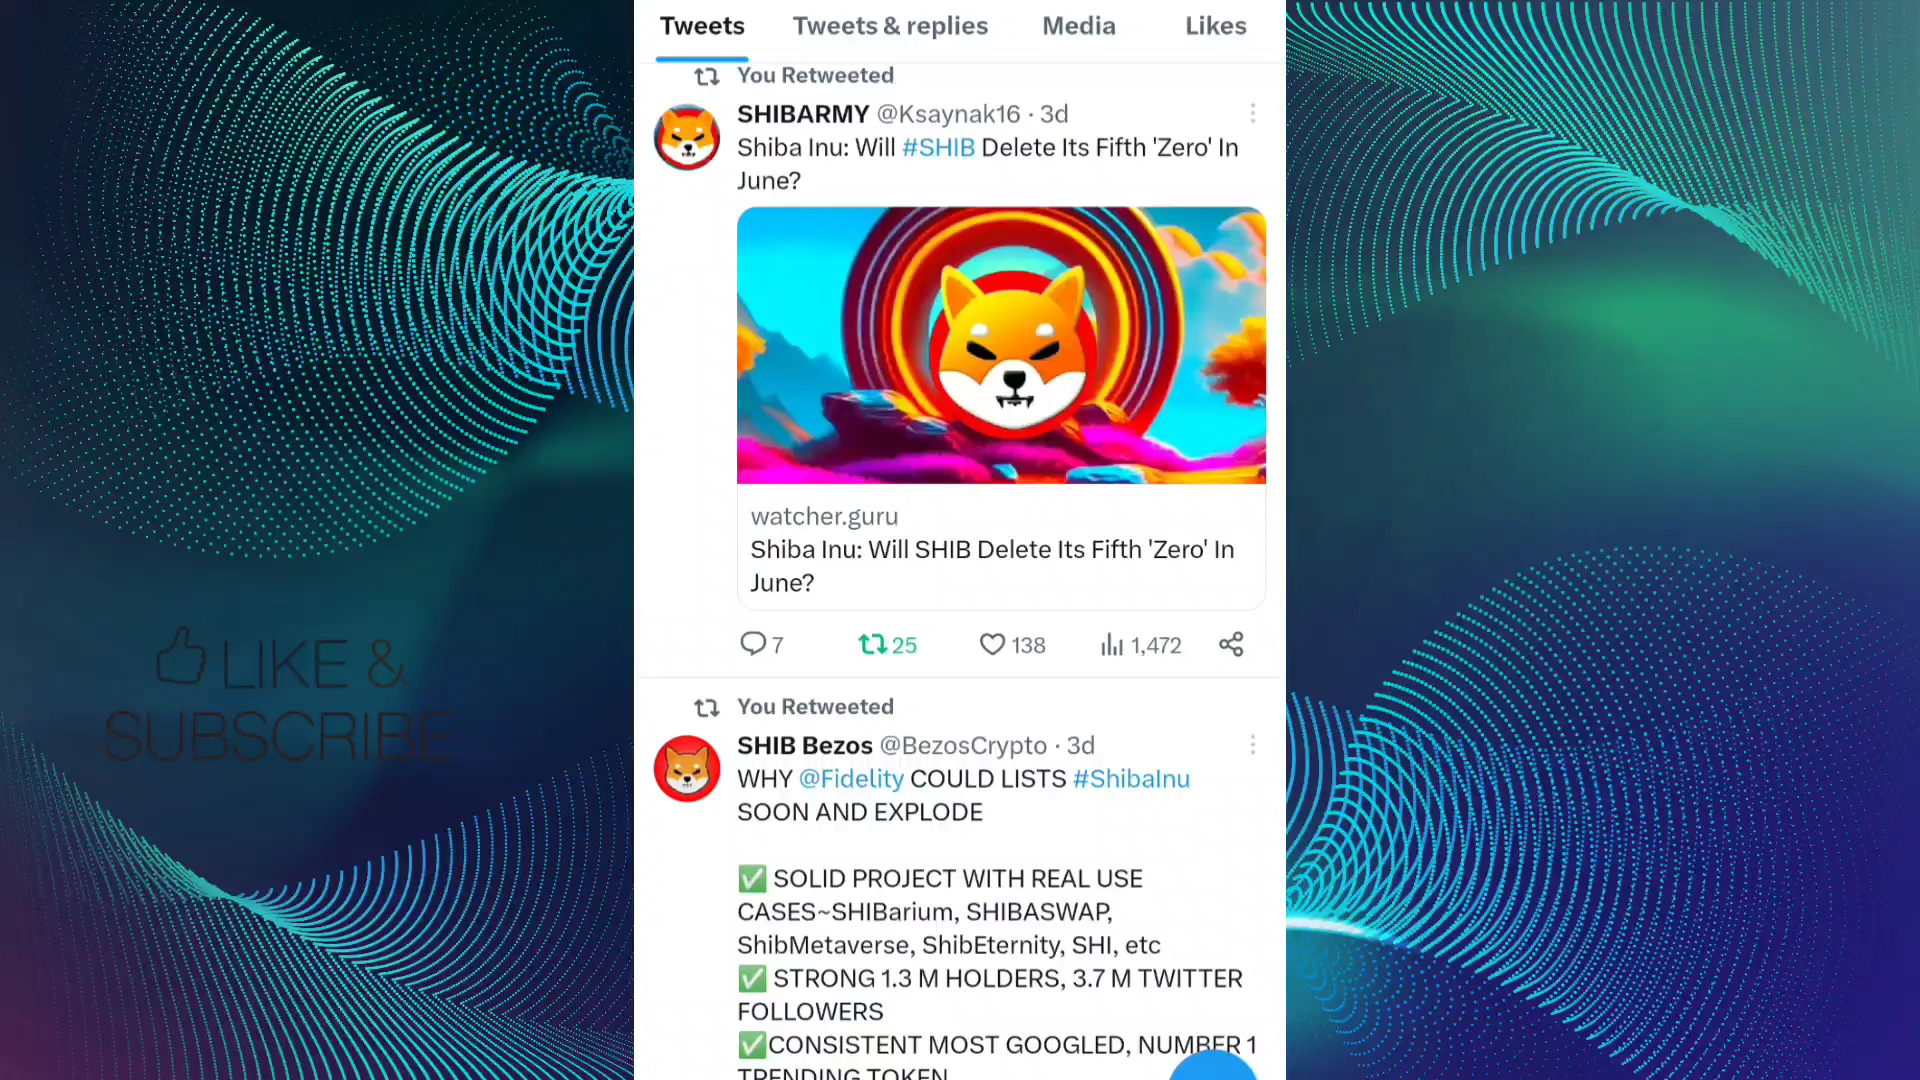 Tweets Tweets & replies Media Likes
You Retweeted
SHIBARMY @Ksaynak16 · 3d
Shiba Inu: Will #SHIB Delete Its Fifth 'Zero' In
June?
watcher.guru
Shiba Inu: Will SHIB Delete Its Fifth 'Zero' In
June?
7 25 138 1,472
LIKE &
SUBSCRIBE
You Retweeted
SHIB Bezos @BezosCrypto · 3d
WHY @Fidelity COULD LISTS #ShibaInu
SOON AND EXPLODE
✅ SOLID PROJECT WITH REAL USE
CASES~SHIBarium, SHIBASWAP,
ShibMetaverse, ShibEternity, SHI, etc
✅ STRONG 1.3 M HOLDERS, 3.7 M TWITTER
FOLLOWERS
✅CONSISTENT MOST GOOGLED, NUMBER 1
TRENDING TOKEN